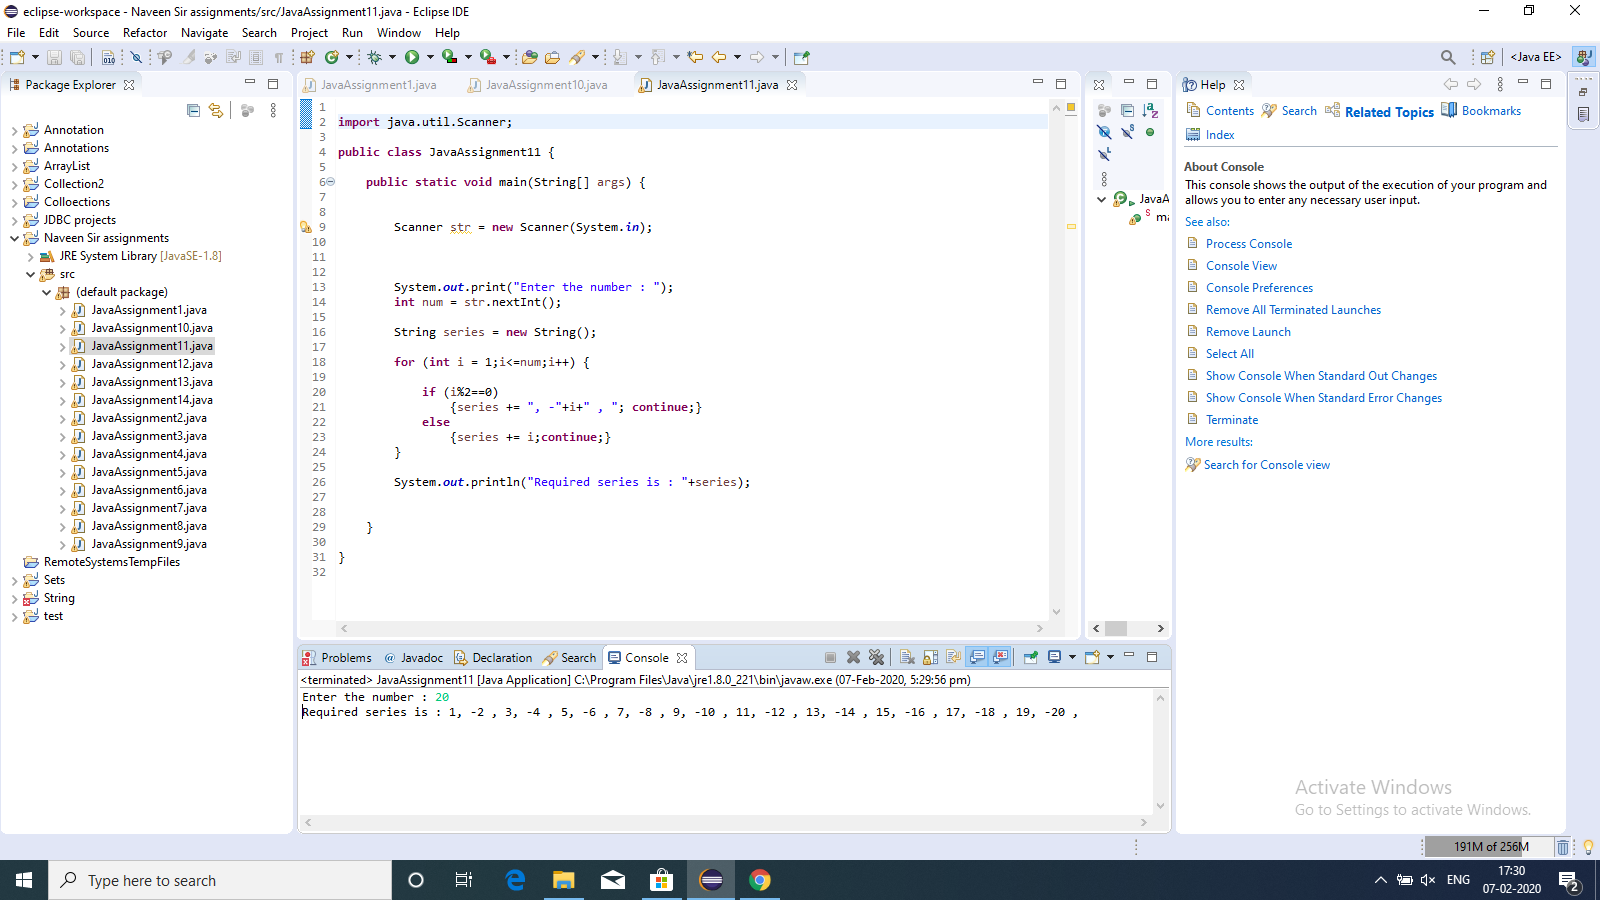 eclipse-workspace - Naveen Sir assignments/src/JavaAssignment11.java - Eclipse IDE
File Edit Source Refactor Navigate Search Project Run Window Help
<Java EE>
Package Explorer
Annotation
Annotations
ArrayList
Collection2
Colloections
JDBC projects
Naveen Sir assignments
JRE System Library [JavaSE-1.8]
src
(default package)
JavaAssignment1.java
JavaAssignment10.java
JavaAssignment11.java
JavaAssignment12.java
JavaAssignment13.java
JavaAssignment14.java
JavaAssignment2.java
JavaAssignment3.java
JavaAssignment4.java
JavaAssignment5.java
JavaAssignment6.java
JavaAssignment7.java
JavaAssignment8.java
JavaAssignment9.java
RemoteSystemsTempFiles
Sets
String
test
JavaAssignment1.java JavaAssignment10.java JavaAssignment11.java
1
2 import java.util.Scanner;
3
4 public class JavaAssignment11 {
5
6 public static void main(String[] args) {
7
8
9 Scanner str = new Scanner(System.in);
10
11
12
13 System.out.print("Enter the number : ");
14 int num = str.nextInt();
15
16 String series = new String();
17
18 for (int i = 1;i<=num;i++) {
19
20 if (i%2==0)
21 {series += ", -"+i+" , "; continue;}
22 else
23 {series += i;continue;}
24 }
25
26 System.out.println("Required series is : "+series);
27
28
29 }
30
31 }
32
JavaA
ma
Problems @ Javadoc Declaration Search Console
<terminated> JavaAssignment11 [Java Application] C:\Program Files\Java\jre1.8.0_221\bin\javaw.exe (07-Feb-2020, 5:29:56 pm)
Enter the number : 20
Required series is : 1, -2 , 3, -4 , 5, -6 , 7, -8 , 9, -10 , 11, -12 , 13, -14 , 15, -16 , 17, -18 , 19, -20 ,
Help
Contents Search Related Topics Bookmarks
Index
About Console
This console shows the output of the execution of your program and
allows you to enter any necessary user input.
See also:
Process Console
Console View
Console Preferences
Remove All Terminated Launches
Remove Launch
Select All
Show Console When Standard Out Changes
Show Console When Standard Error Changes
Terminate
More results:
Search for Console view
Activate Windows
Go to Settings to activate Windows.
191M of 256M
Type here to search
ENG
17:30
07-02-2020
2